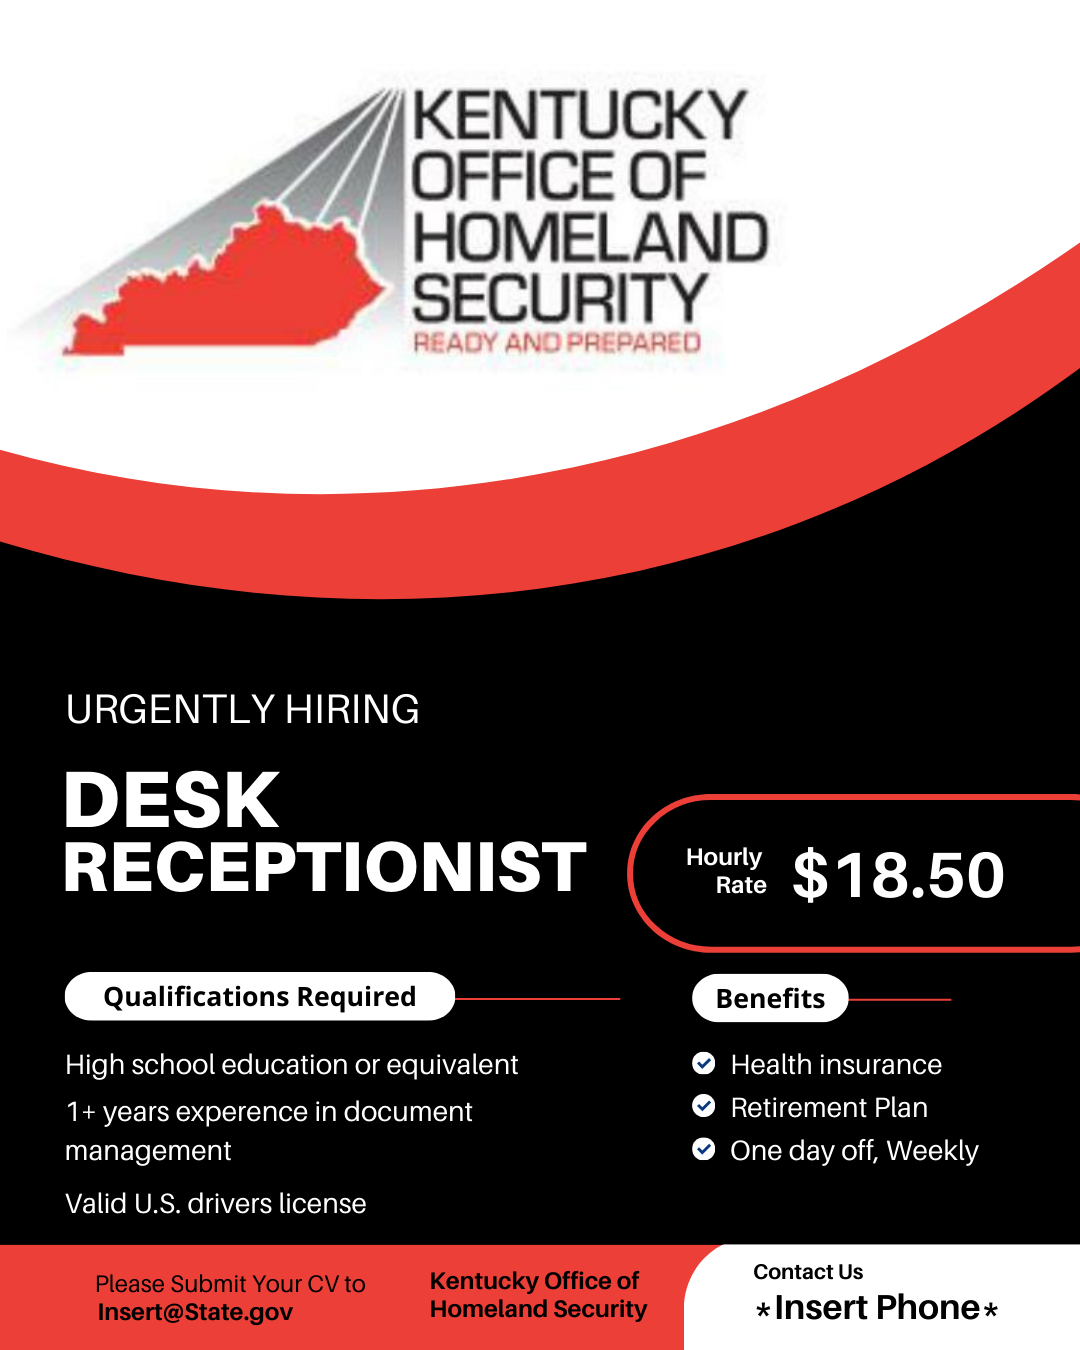 KENTUCKY
OFFICE OF
HOMELAND
SECURITY
READY AND PREPARED
URGENTLY HIRING
DESK
RECEPTIONIST
Hourly
Rate
$18.50
Qualifications Required
High school education or equivalent
1+ years experence in document
management
Valid U.S. drivers license
Benefits
Health insurance
Retirement Plan
One day off, Weekly
Please Submit Your CV to
Insert@State.gov
Kentucky Office of
Homeland Security
Contact Us
*Insert Phone*